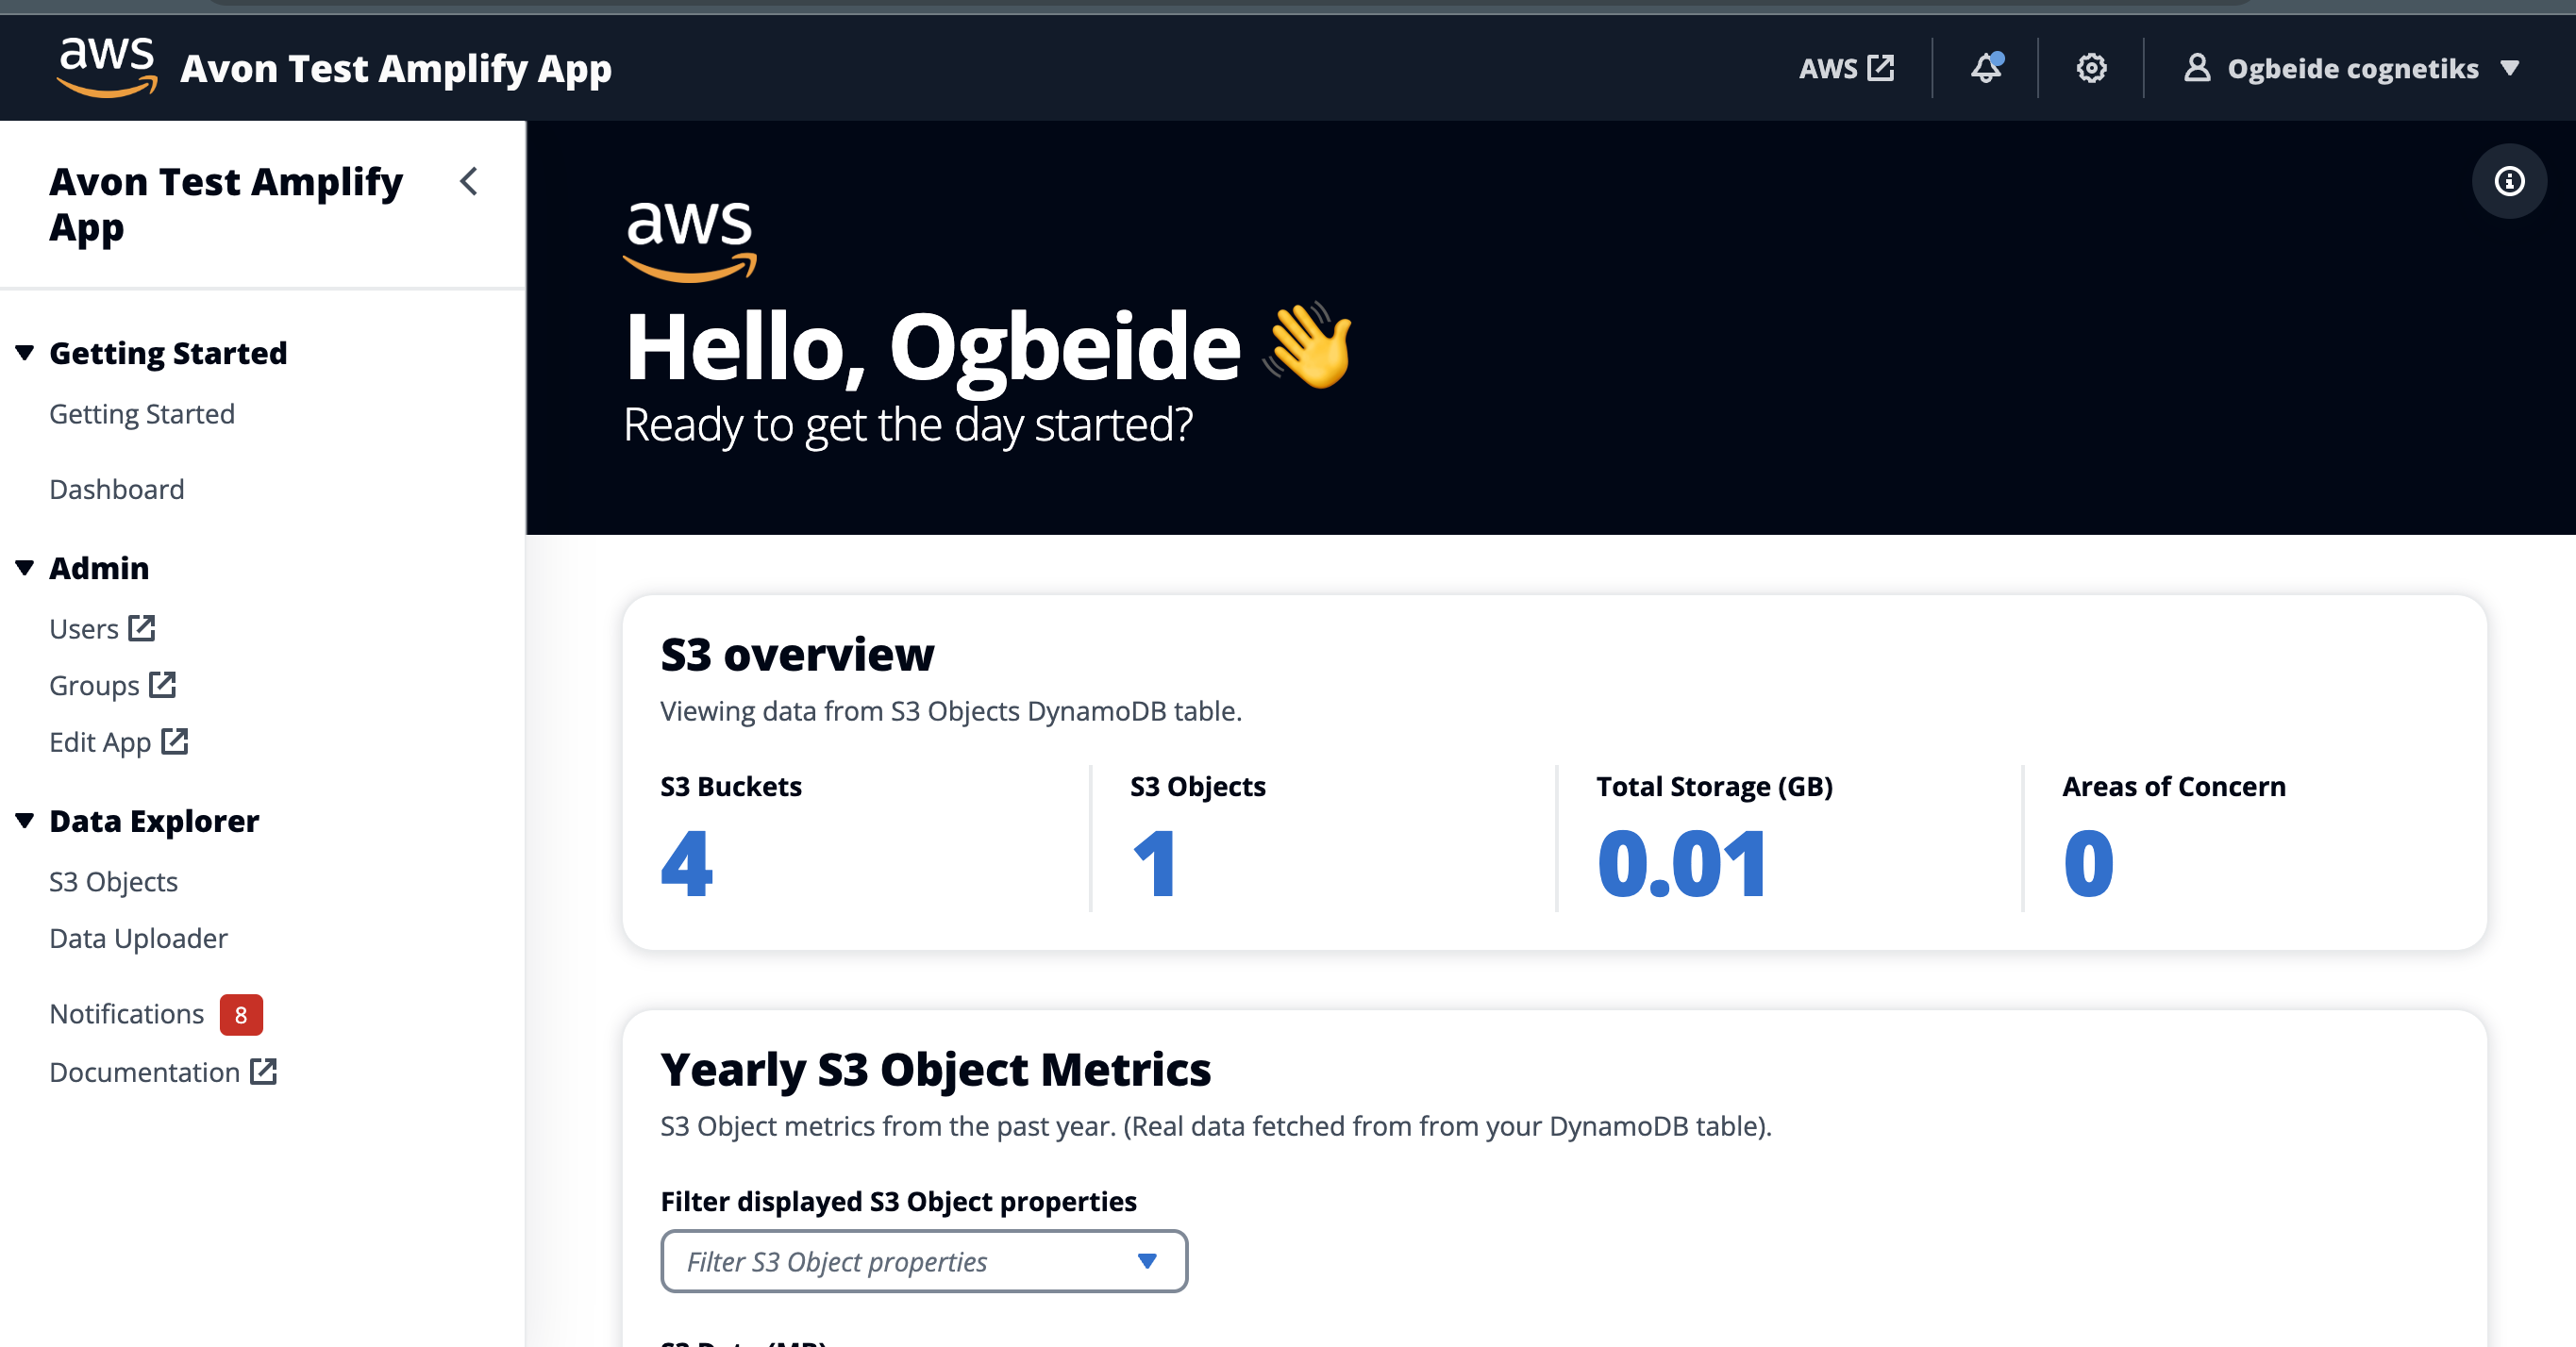 aws
Avon Test Amplify App
AWS
Ogbeide cognetiks
Avon Test Amplify
App
Getting Started
Getting Started
Dashboard
Admin
Users
Groups
Edit App
Data Explorer
S3 Objects
Data Uploader
Notifications 8
Documentation
aws
Hello, Ogbeide 👋
Ready to get the day started?
S3 overview
Viewing data from S3 Objects DynamoDB table.
S3 Buckets
4
S3 Objects
1
Total Storage (GB)
0.01
Areas of Concern
0
Yearly S3 Object Metrics
S3 Object metrics from the past year. (Real data fetched from from your DynamoDB table).
Filter displayed S3 Object properties
Filter S3 Object properties
S3 Data (MB)